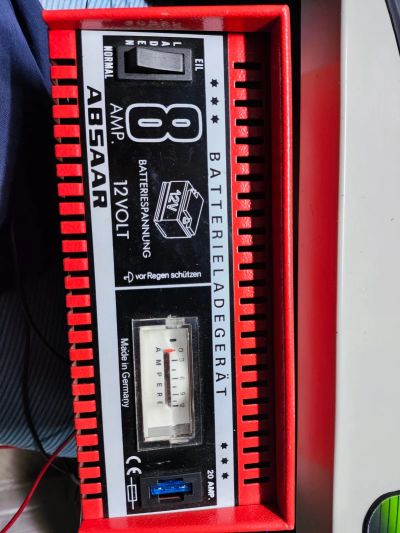 *** BATTERIELADEGERÄT ***
EIL
LADEN
NORMAL
8
AMP.
12V
BATTERIESPANNUNG
12 VOLT
vor Regen schützen
AMPERE
Made in Germany
20 AMP.
CE
ABSAAR